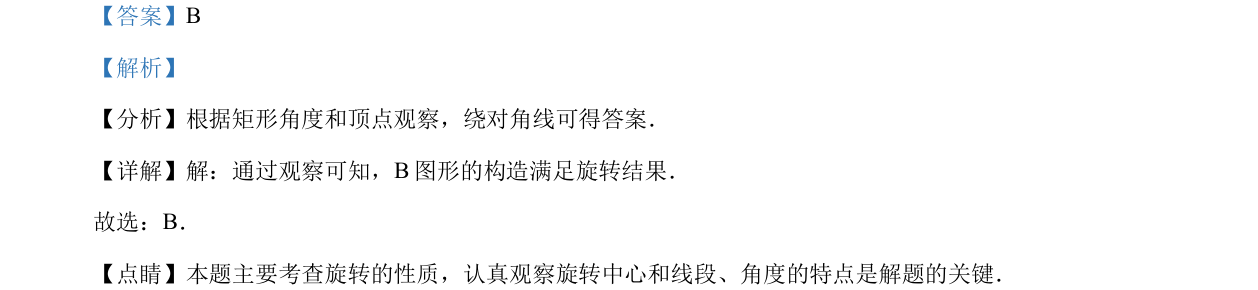 【答案】B
【解析】
【分析】根据矩形角度和顶点观察，绕对角线可得答案．
【详解】解：通过观察可知，B 图形的构造满足旋转结果．
故选：B．
【点睛】本题主要考查旋转的性质，认真观察旋转中心和线段、角度的特点是解题的关键．